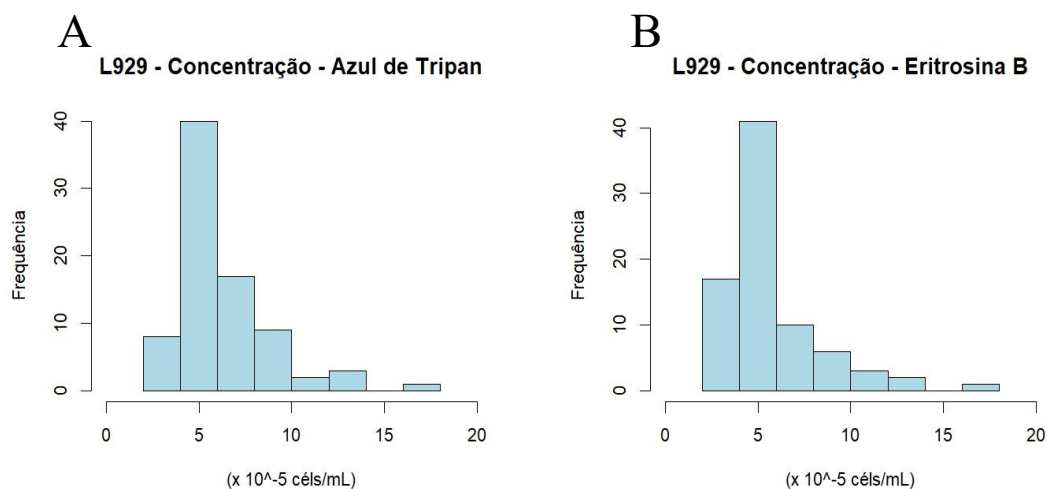 A
L929 - Concentração - Azul de Tripan
Frequência
40
30
20
10
0
0 5 10 15 20
(x 10^-5 céls/mL)
B
L929 - Concentração - Eritrosina B
Frequência
40
30
20
10
0
0 5 10 15 20
(x 10^-5 céls/mL)